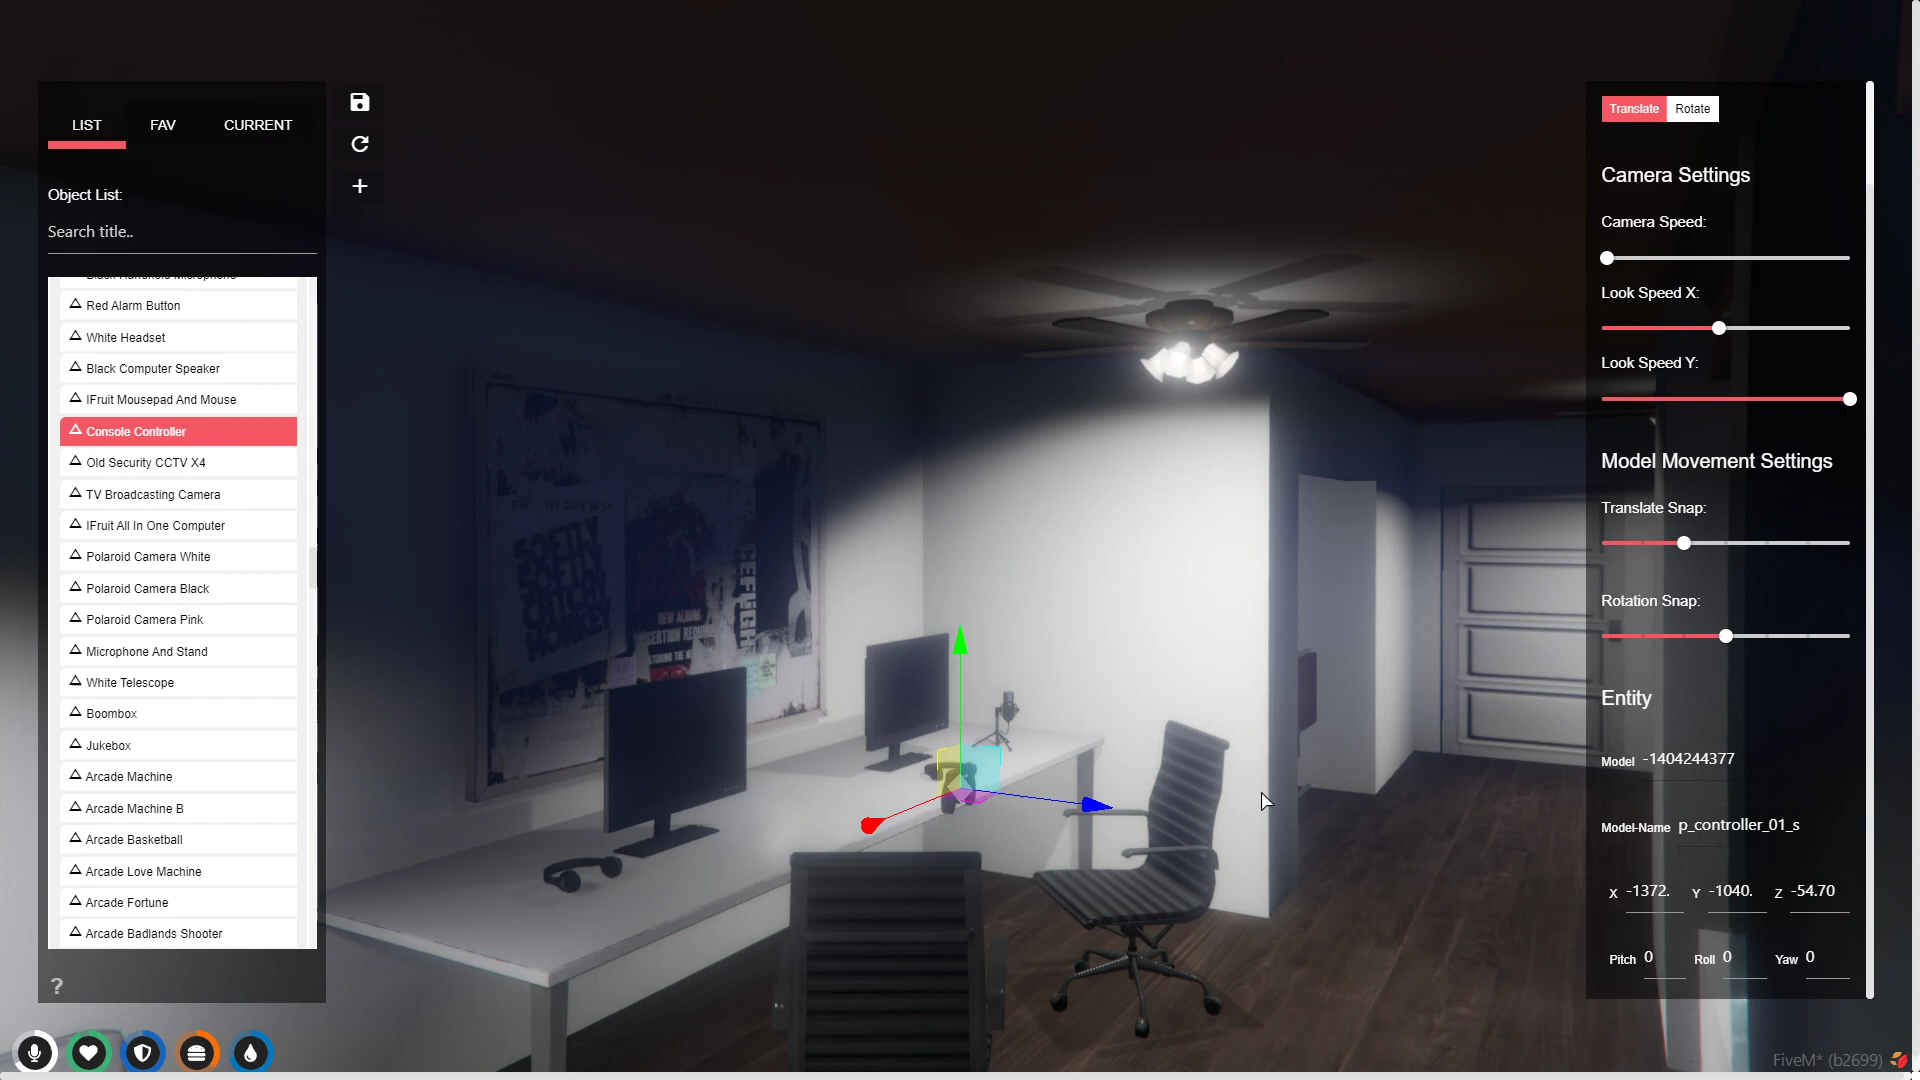 LIST FAV CURRENT
Object List:
Search title..
Black Handheld Microphone
Red Alarm Button
White Headset
Black Computer Speaker
IFruit Mousepad And Mouse
Console Controller
Old Security CCTV X4
TV Broadcasting Camera
IFruit All In One Computer
Polaroid Camera White
Polaroid Camera Black
Polaroid Camera Pink
Microphone And Stand
White Telescope
Boombox
Jukebox
Arcade Machine
Arcade Machine B
Arcade Basketball
Arcade Love Machine
Arcade Fortune
Arcade Badlands Shooter
?
NEW ALBUM
Translate Rotate
Camera Settings
Camera Speed:
Look Speed X:
Look Speed Y:
Model Movement Settings
Translate Snap:
Rotation Snap:
Entity
Model -1404244377
Model-Name p_controller_01_s
X -1372. Y -1040. Z -54.70
Pitch 0 Roll 0 Yaw 0
FiveM* (b2699)